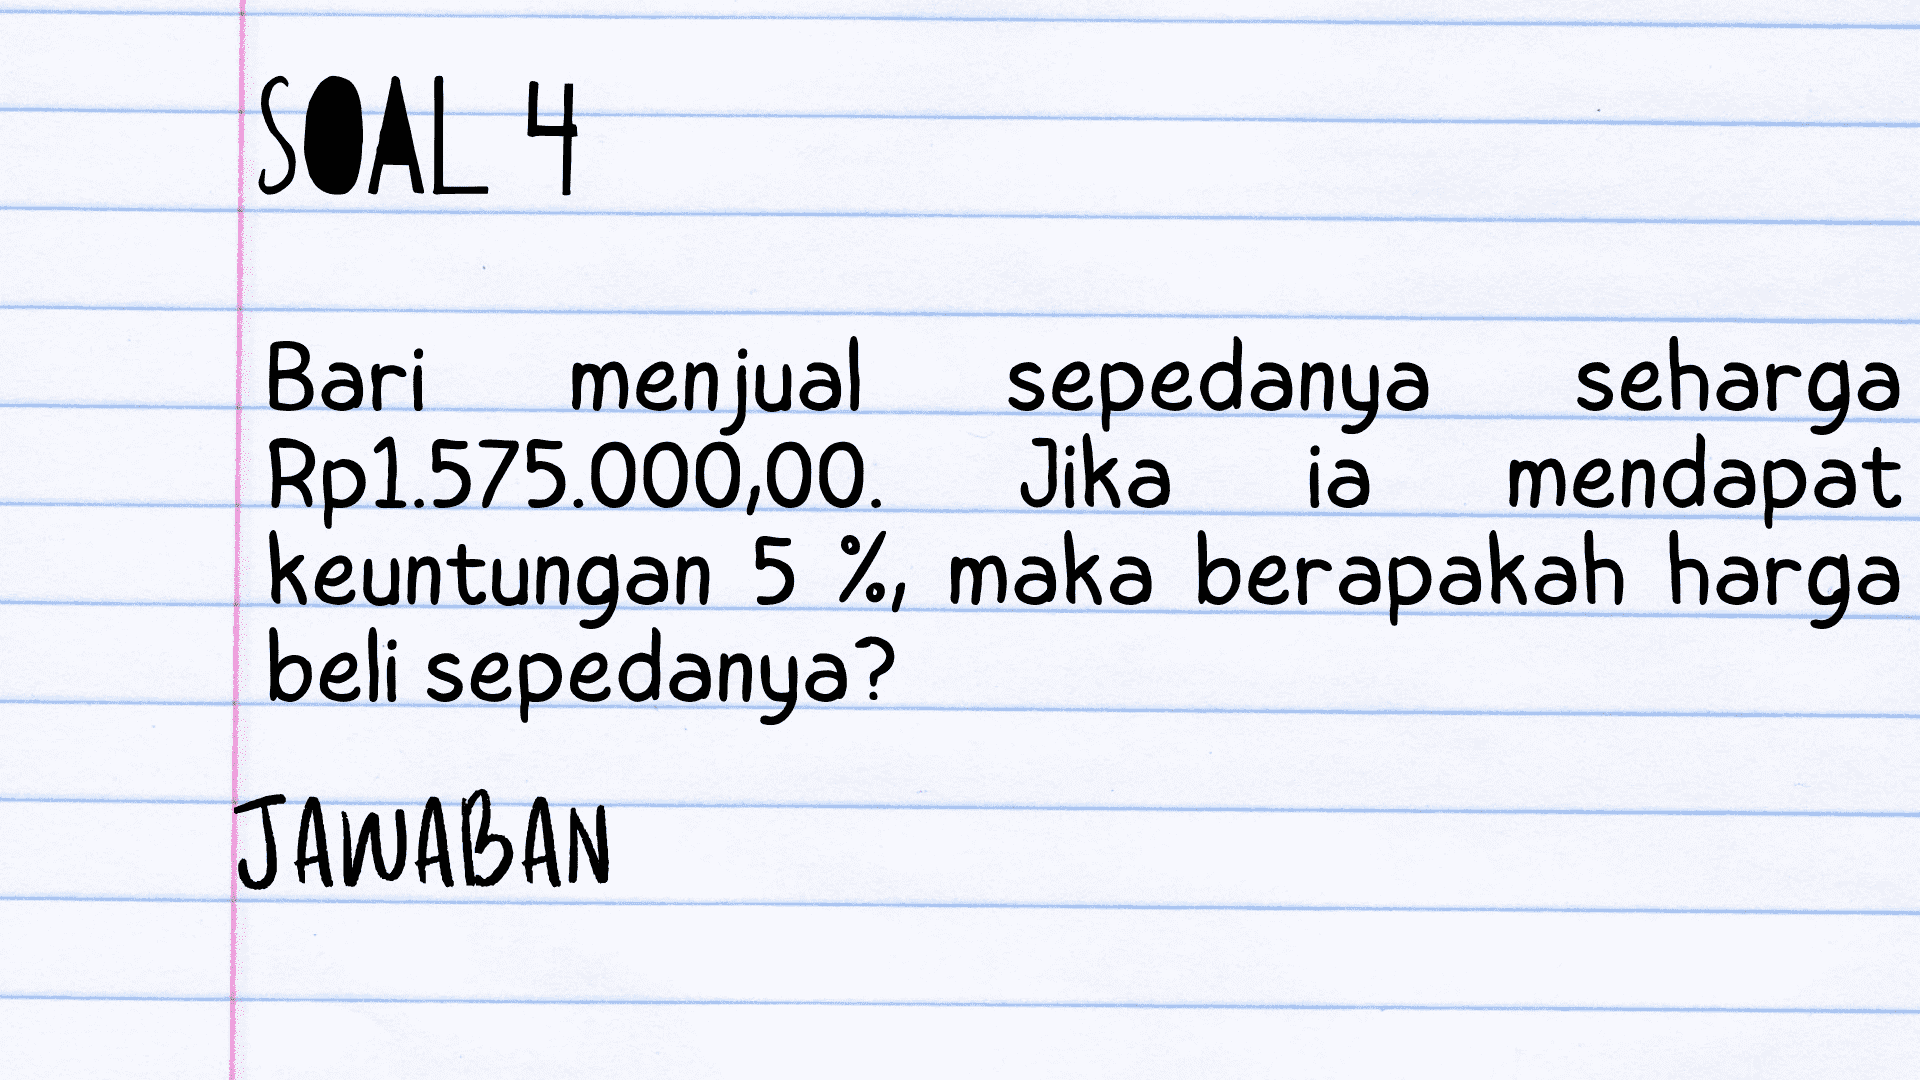 SOAL 4
Bari menjual sepedanya seharga
Rp1.575.000,00. Jika ia mendapat
keuntungan 5 %, maka berapakah harga
beli sepedanya?
JAWABAN